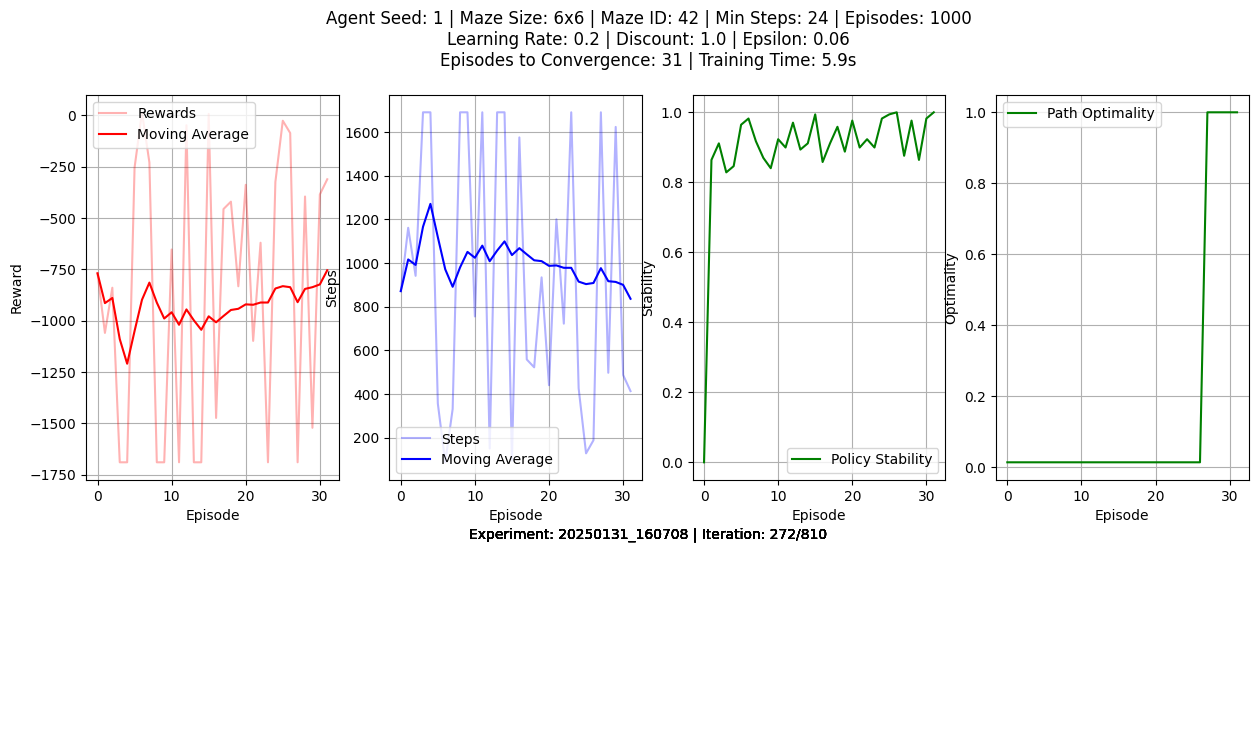 Agent Seed: 1 | Maze Size: 6x6 | Maze ID: 42 | Min Steps: 24 | Episodes: 1000
Learning Rate: 0.2 | Discount: 1.0 | Epsilon: 0.06
Episodes to Convergence: 31 | Training Time: 5.9s
Rewards
Moving Average
0
−250
−500
−750
−1000
−1250
−1500
−1750
Reward
0
10
20
30
Episode
1600
1400
1200
1000
800
600
400
200
Steps
Steps
Moving Average
0
10
20
30
Episode
1.0
0.8
0.6
0.4
0.2
0.0
Stability
Policy Stability
0
10
20
30
Episode
Path Optimality
1.0
0.8
0.6
0.4
0.2
0.0
Optimality
0
10
20
30
Episode
Experiment: 20250131_160708 | Iteration: 272/810